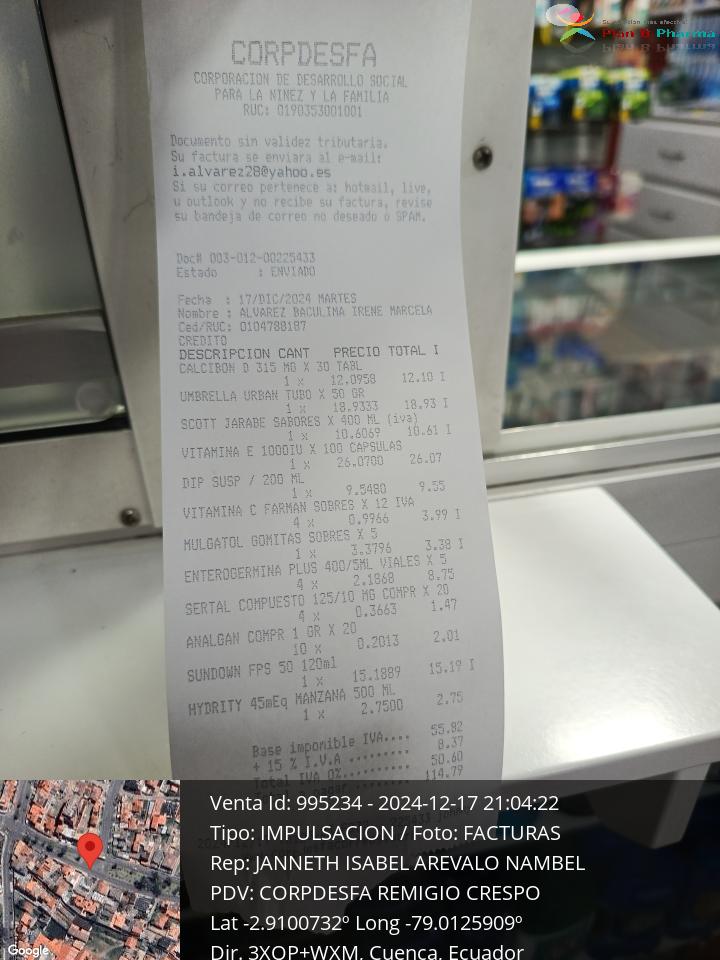 Plan B Pharma
CORPDESFA
CORPORACION DE DESARROLLO SOCIAL
PARA LA NINEZ Y LA FAMILIA
RUC: 0190353001001
Documento sin validez tributaria.
Su factura se enviara al e-mail:
i.alvarez28@yahoo.es
Si su correo pertenece a: hotmail, live,
u outlook y no recibe su factura, revise
su bandeja de correo no deseado o SPAM.
Doc# 003-012-00225433
Estado : ENVIADO
Fecha : 17/DIC/2024 MARTES
Nombre : ALVAREZ BACULIMA IRENE MARCELA
Ced/RUC: 0104788187
CREDITO
DESCRIPCION CANT PRECIO TOTAL I
CALCIBON D 315 MG X 30 TABL
1 x 12.0958 12.10 I
UMBRELLA URBAN TUBO X 50 GR
1 x 18.9333 18.93 I
SCOTT JARABE SABORES X 400 ML (iva)
1 x 10.6069 10.61 I
VITAMINA E 1000IU X 100 CAPSULAS
1 x 26.0700 26.07
DIP SUSP / 200 ML
1 x 9.5480 9.55
VITAMINA C FARMAN SOBRES X 12 IVA
4 x 0.9966 3.99 I
MULGATOL GOMITAS SOBRES X 5
1 x 3.3796 3.38 I
ENTEROGERMINA PLUS 400/5ML VIALES X 5
4 x 2.1868 8.75
SERTAL COMPUESTO 125/10 MG COMPR X 20
4 x 0.3663 1.47
ANALGAN COMPR 1 GR X 20
10 x 0.2013 2.01
SUNDOWN FPS 50 120ml
1 x 15.1889 15.19 I
HYDRITY 45mEq MANZANA 500 ML
1 x 2.7500 2.75
Base imponible IVA.... 55.82
+ 15 % I.V.A ......... 8.37
Total IVA 0%.......... 50.60
pagar ......... 114.79
Venta Id: 995234 - 2024-12-17 21:04:22
Tipo: IMPULSACION / Foto: FACTURAS
Rep: JANNETH ISABEL AREVALO NAMBEL
PDV: CORPDESFA REMIGIO CRESPO
Lat -2.9100732º Long -79.0125909º
Dir. 3XQP+WXM, Cuenca, Ecuador
Google